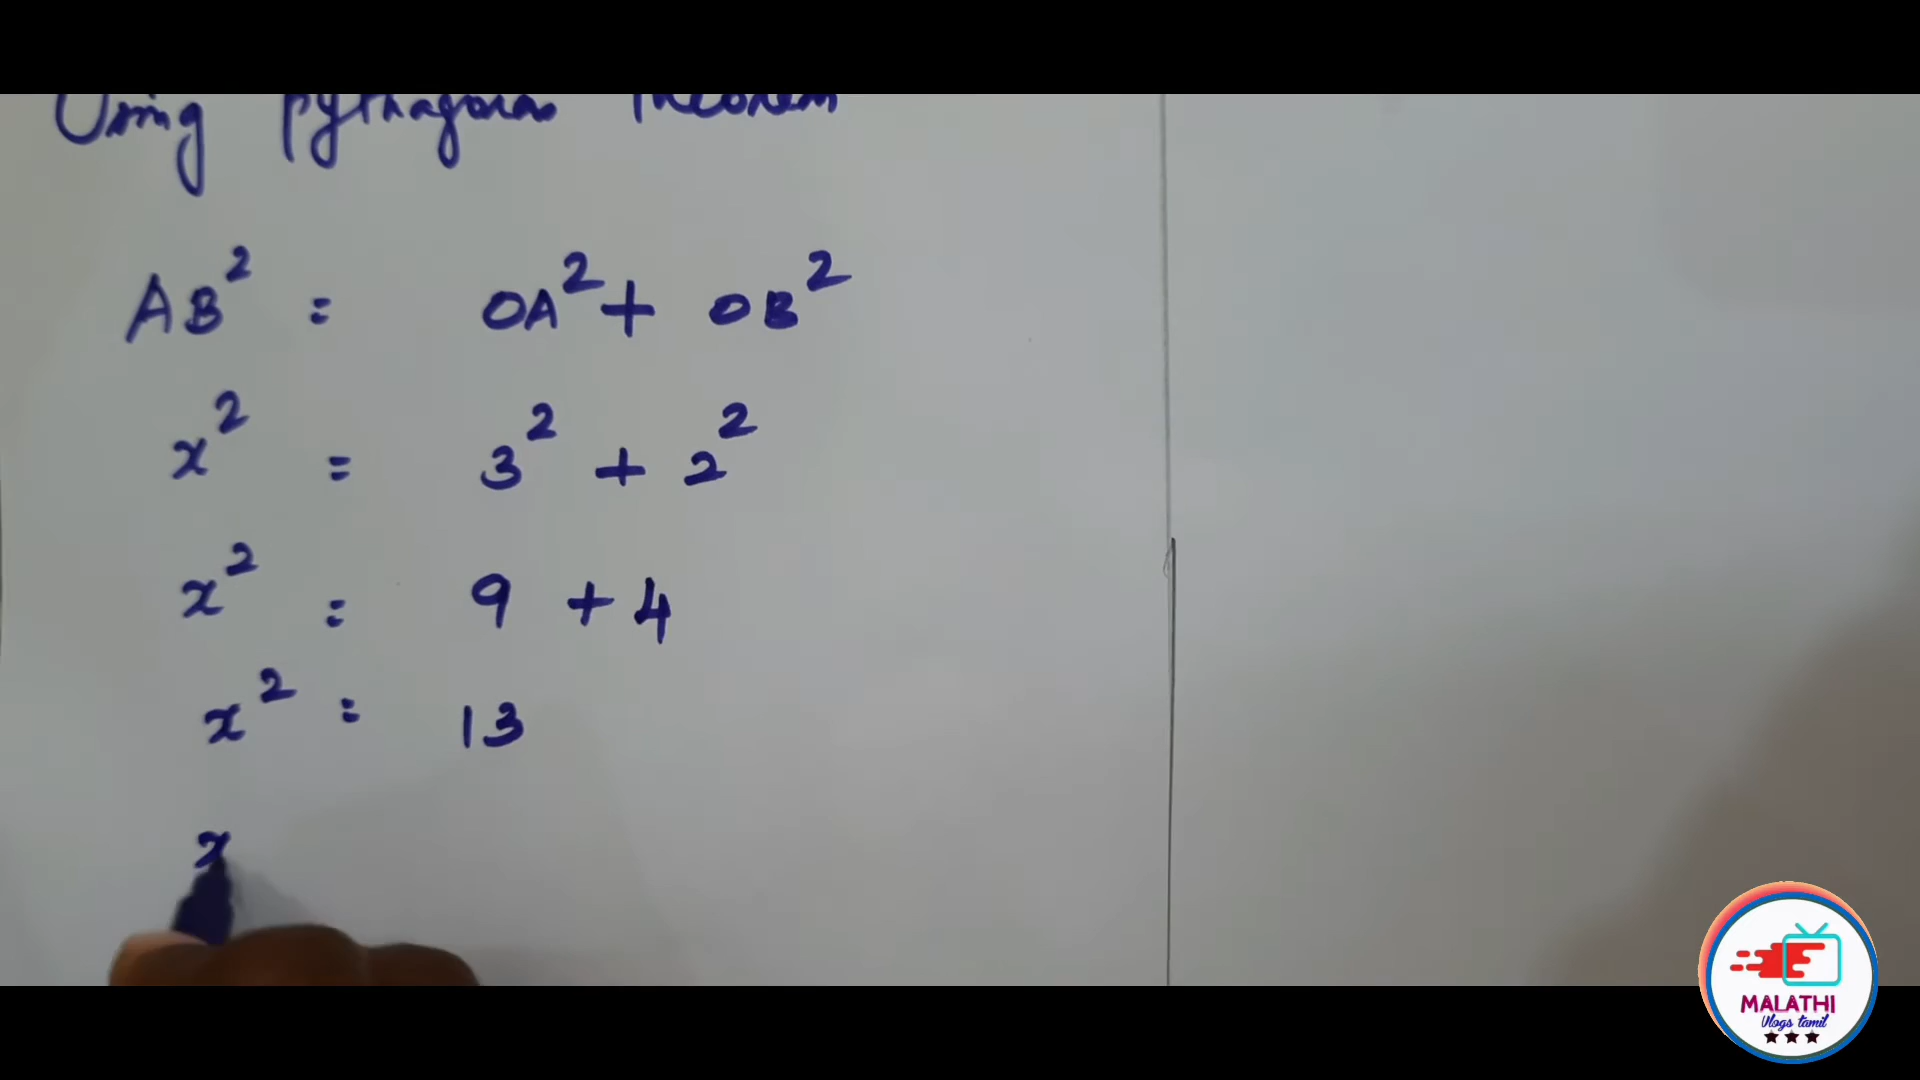 Using pythagoras Theorem
AB² = OA² + OB²
x² = 3² + 2²
x² = 9 + 4
x² = 13
x
MALATHI
Vlogs tamil